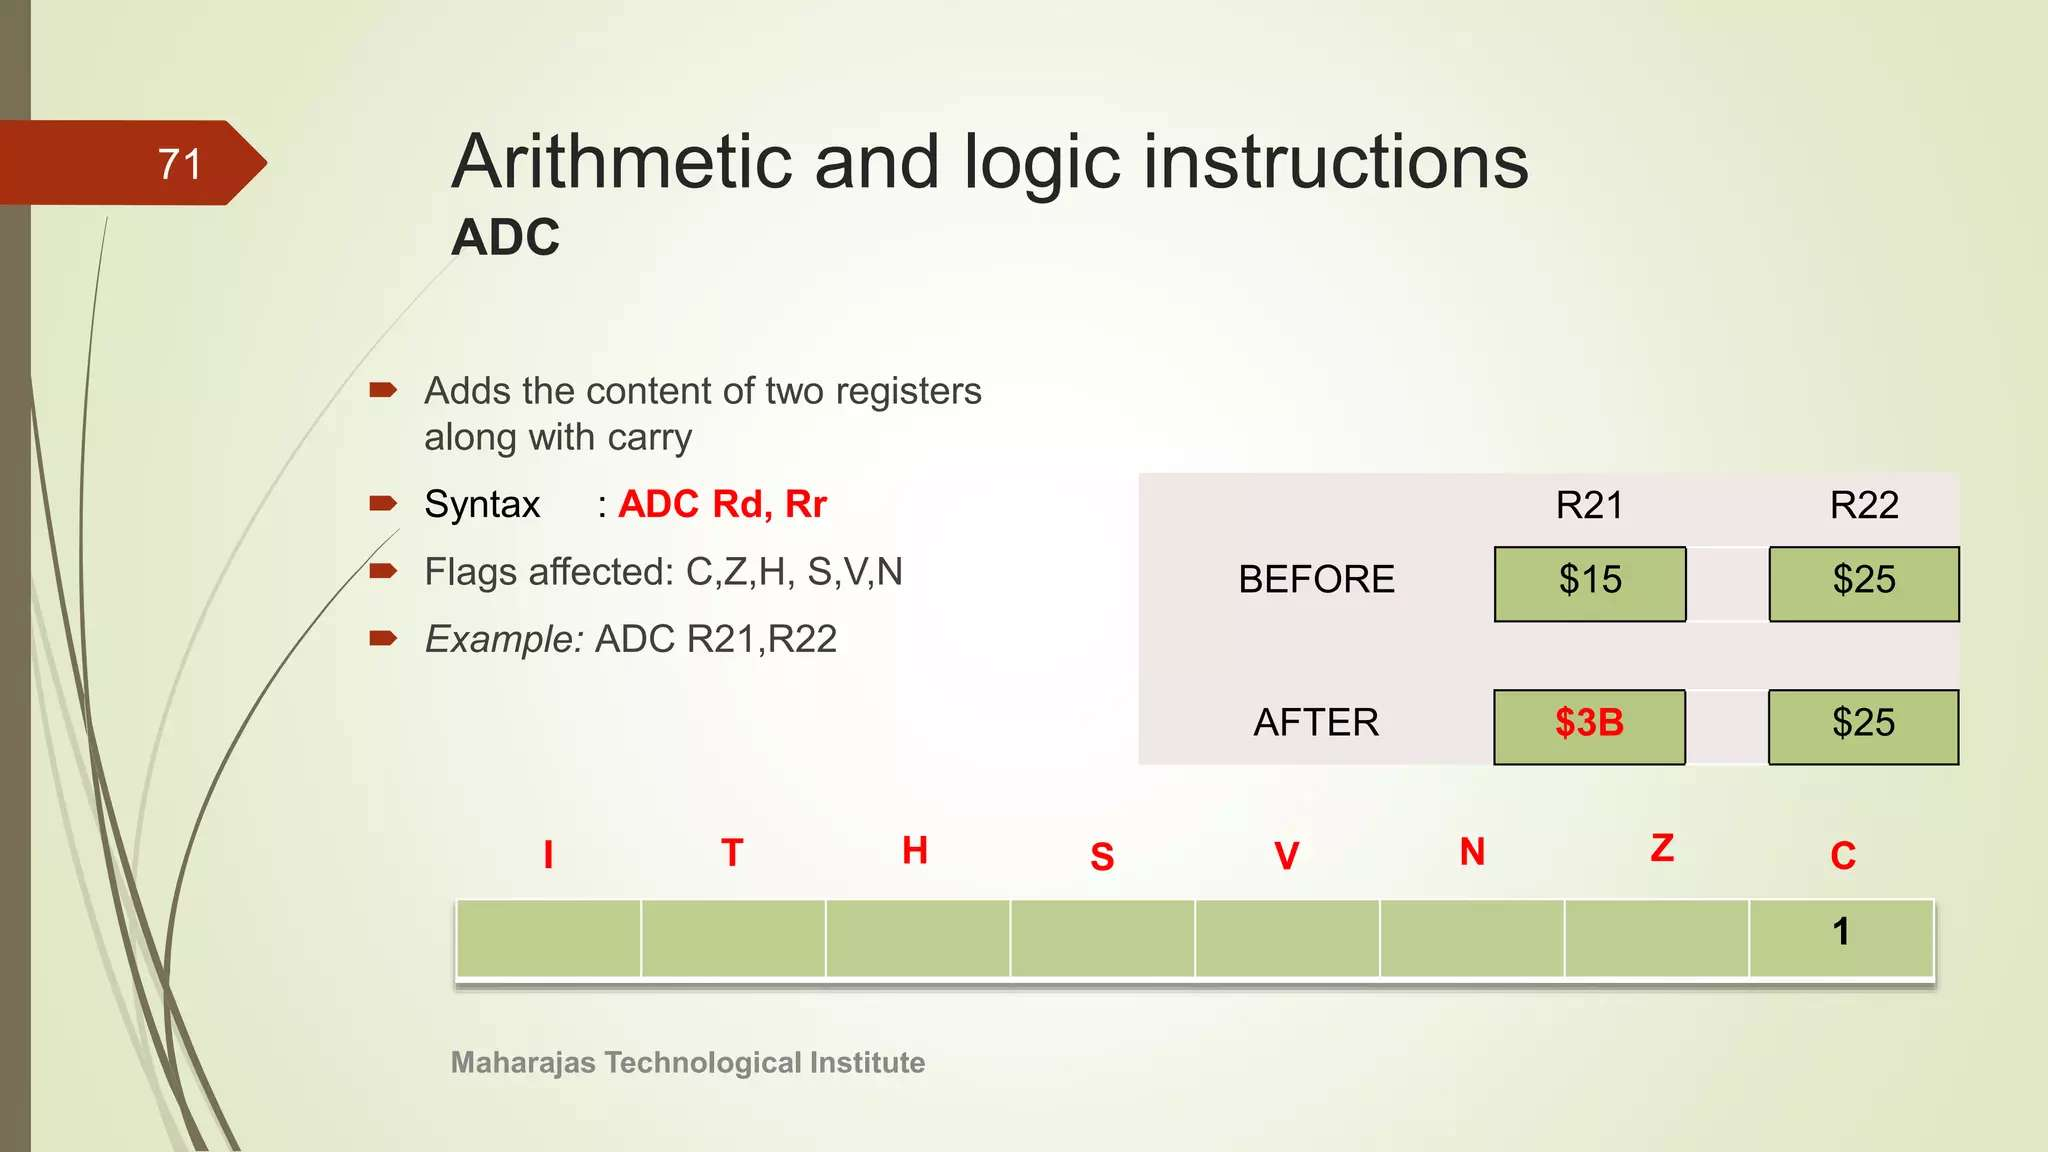 71
Arithmetic and logic instructions
ADC
Adds the content of two registers
along with carry
Syntax : ADC Rd, Rr
Flags affected: C,Z,H, S,V,N
Example: ADC R21,R22
R21 R22
BEFORE $15 $25
AFTER $3B $25
I T H S V N Z C
1
Maharajas Technological Institute